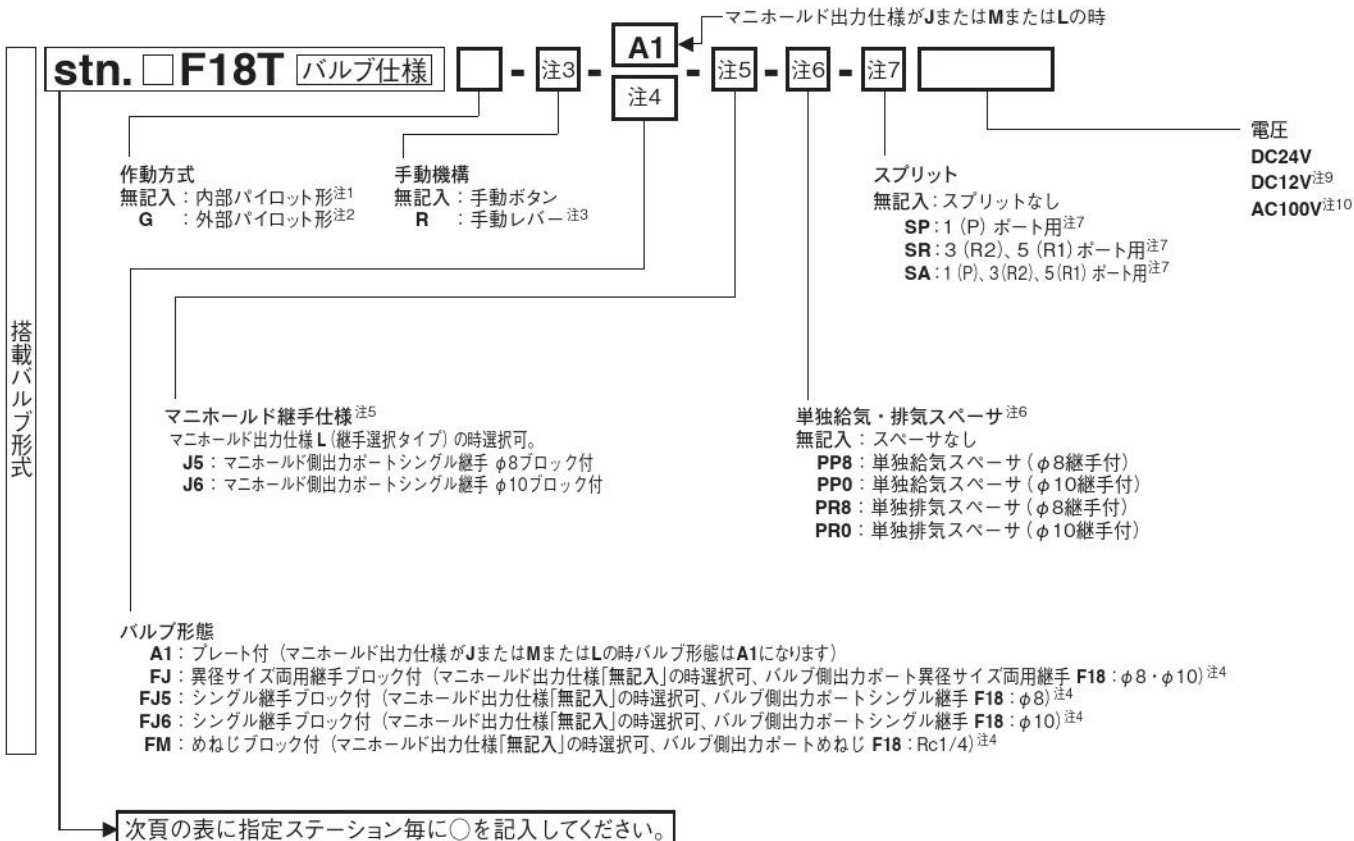 マニホールド出力仕様がJまたはMまたはLの時
stn. □F18T バルブ仕様 □ - 注3 - A1 - 注5 - 注6 - 注7
注4
搭載バルブ形式
作動方式
無記入：内部パイロット形注1
G ：外部パイロット形注2
手動機構
無記入：手動ボタン
R ：手動レバー注3
スプリット
無記入：スプリットなし
SP：1 (P) ポート用注7
SR：3 (R2)、5 (R1) ポート用注7
SA：1 (P)、3(R2)、5(R1) ポート用注7
電圧
DC24V
DC12V注9
AC100V注10
マニホールド継手仕様注5
マニホールド出力仕様 L (継手選択タイプ) の時選択可。
J5：マニホールド側出力ポートシングル継手 φ8ブロック付
J6：マニホールド側出力ポートシングル継手 φ10ブロック付
単独給気・排気スペーサ注6
無記入：スペーサなし
PP8：単独給気スペーサ (φ8継手付)
PP0：単独給気スペーサ (φ10継手付)
PR8：単独排気スペーサ (φ8継手付)
PR0：単独排気スペーサ (φ10継手付)
バルブ形態
A1：プレート付 (マニホールド出力仕様がJまたはMまたはLの時バルブ形態はA1になります)
FJ：異径サイズ両用継手ブロック付 (マニホールド出力仕様「無記入」の時選択可、バルブ側出力ポート異径サイズ両用継手 F18：φ8・φ10)注4
FJ5：シングル継手ブロック付 (マニホールド出力仕様「無記入」の時選択可、バルブ側出力ポートシングル継手 F18：φ8)注4
FJ6：シングル継手ブロック付 (マニホールド出力仕様「無記入」の時選択可、バルブ側出力ポートシングル継手 F18：φ10)注4
FM：めねじブロック付 (マニホールド出力仕様「無記入」の時選択可、バルブ側出力ポートめねじ F18：Rc1/4)注4
次頁の表に指定ステーション毎に○を記入してください。